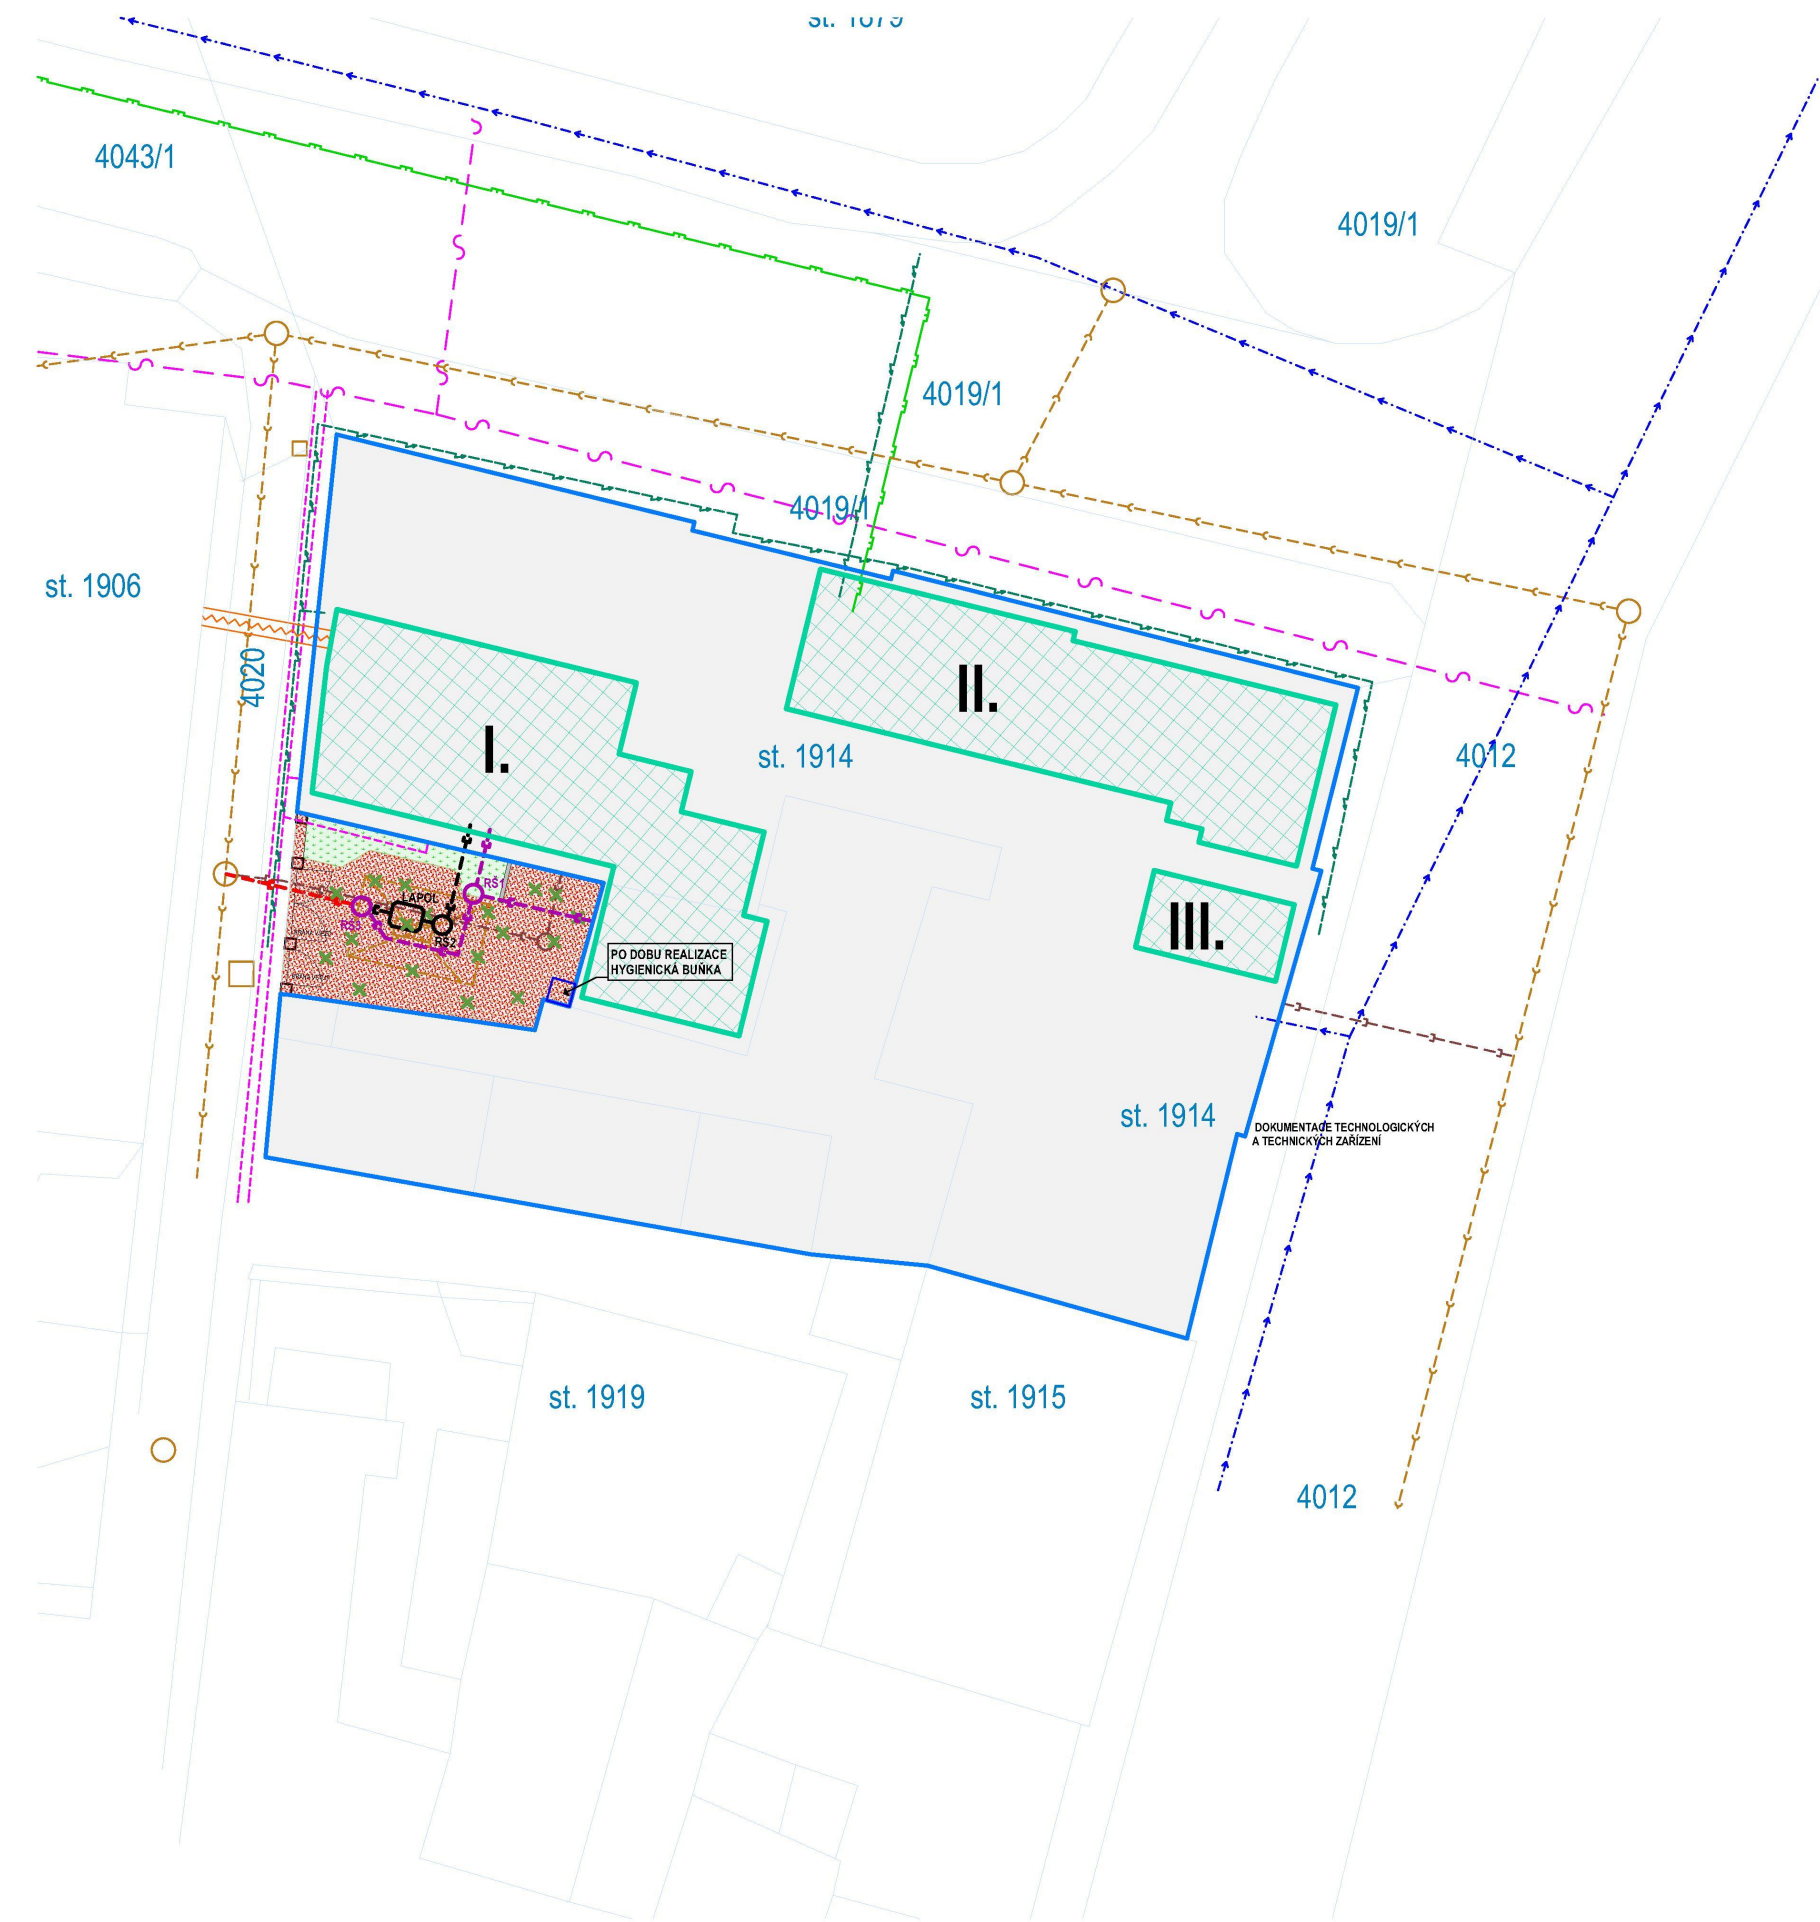 st. 1879
4043/1
4019/1
4019/1
4019/1
st. 1906
4020
I.
II.
st. 1914
4012
LAPOL
RŠ1
RŠ3
RŠ2
III.
PO DOBU REALIZACE
HYGIENICKÁ BUŇKA
st. 1914
DOKUMENTACE TECHNOLOGICKÝCH
A TECHNICKÝCH ZAŘÍZENÍ
st. 1919
st. 1915
4012